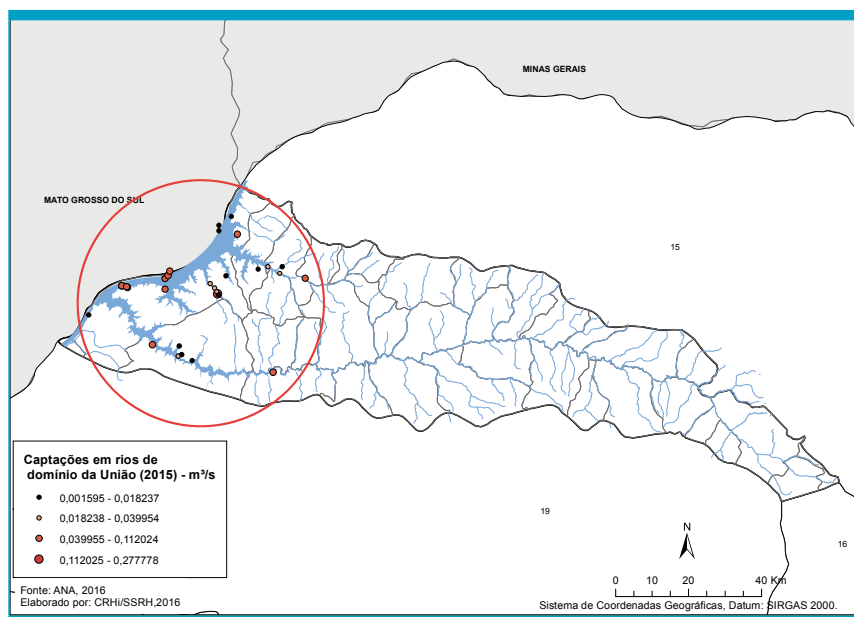 MINAS GERAIS
MATO GROSSO DO SUL
15
19
16
Captações em rios de
domínio da União (2015) - m³/s
0,001595 - 0,018237
0,018238 - 0,039954
0,039955 - 0,112024
0,112025 - 0,277778
N
0 10 20 40 Km
Fonte: ANA, 2016
Elaborado por: CRHi/SSRH,2016
Sistema de Coordenadas Geográficas, Datum: SIRGAS 2000.